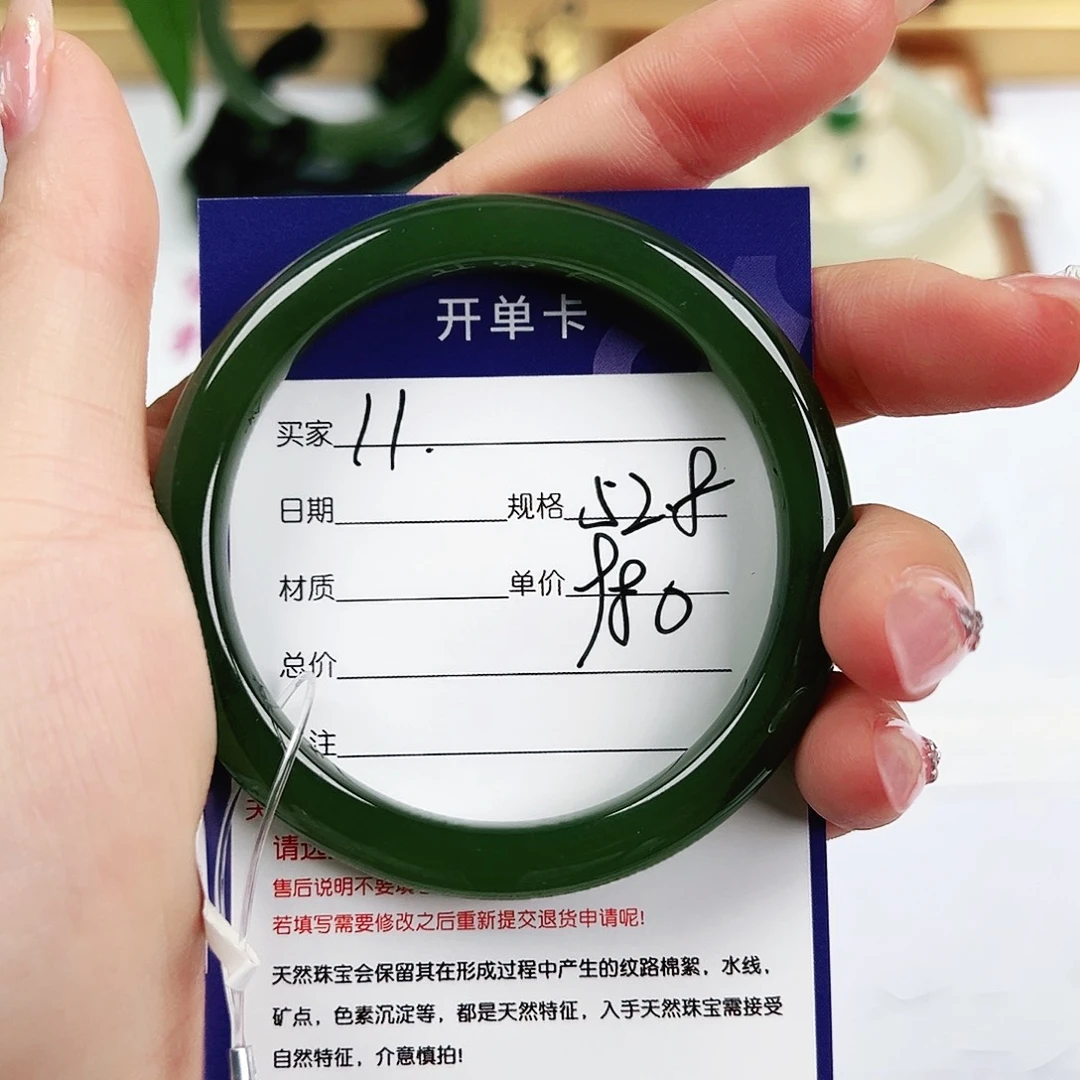 开单卡
买家 11.
日期 规格 528
材质 单价
总价
注
请
售后说明不要填
若填写需要修改之后重新提交退货申请呢!
天然珠宝会保留其在形成过程中产生的纹路棉絮，水线，
矿点，色素沉淀等，都是天然特征，入手天然珠宝需接受
自然特征，介意慎拍!